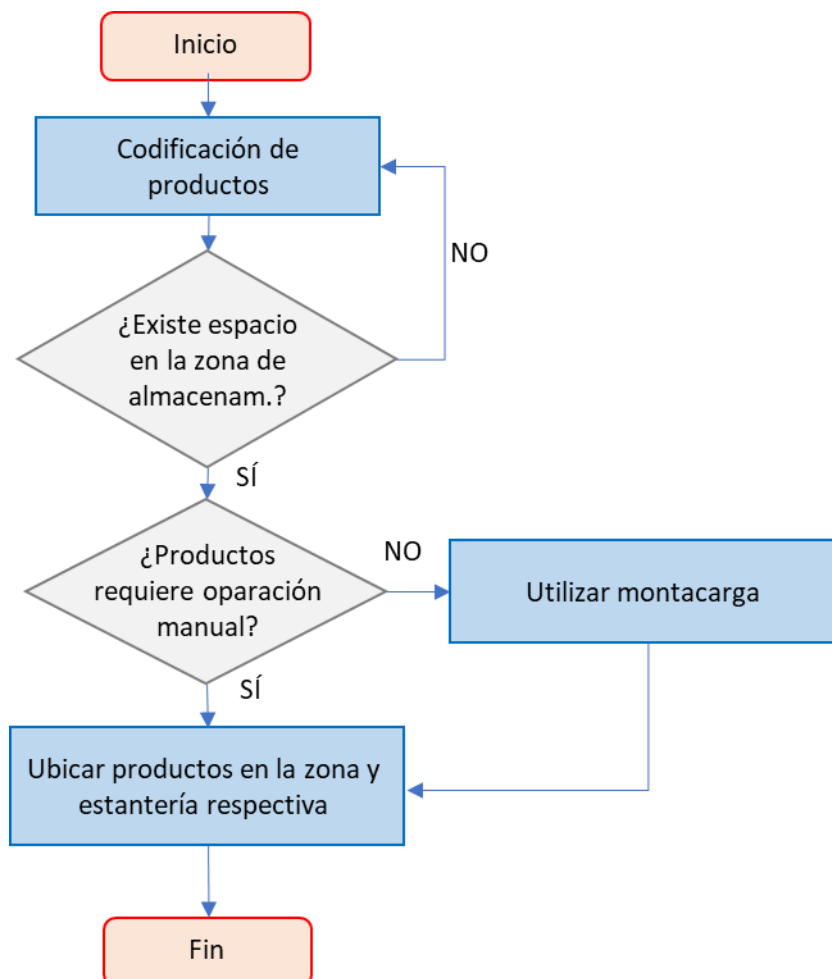 Inicio
Codificación de
productos
NO
¿Existe espacio
en la zona de
almacenam.?
SÍ
¿Productos
requiere oparación
manual?
NO
Utilizar montacarga
SÍ
Ubicar productos en la zona y
estantería respectiva
Fin